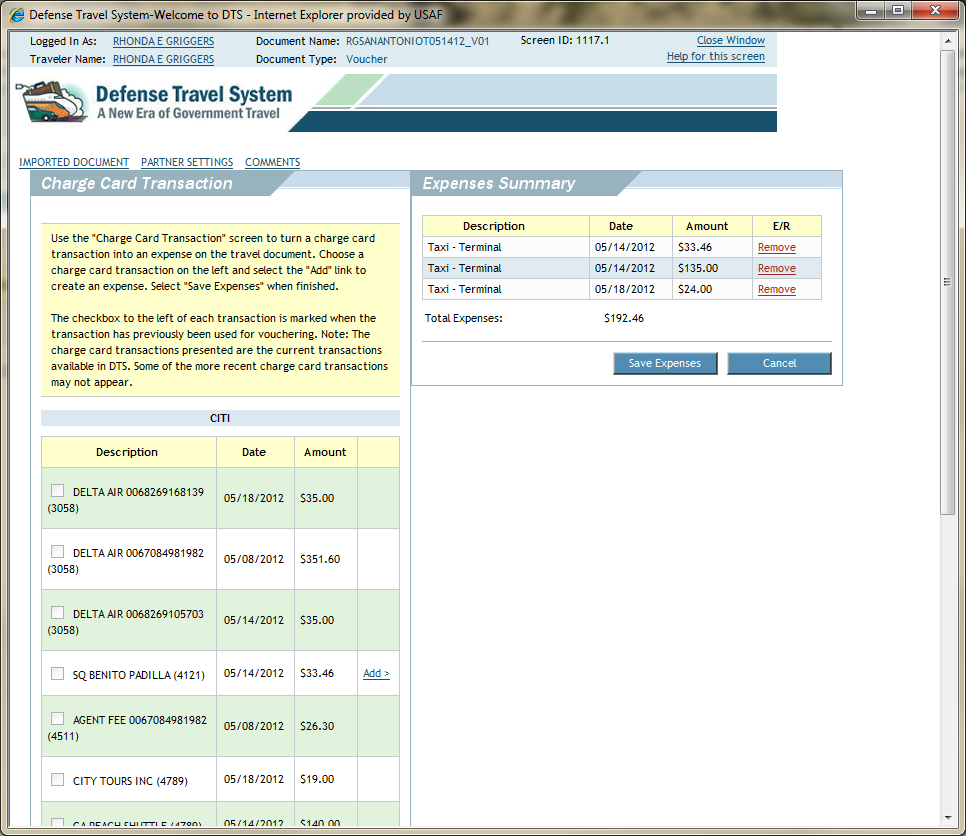 Defense Travel System-Welcome to DTS - Internet Explorer provided by USAF
Logged In As: RHONDA E GRIGGERS Document Name: RGSANANTONIOT051412_V01 Screen ID: 1117.1 Close Window
Traveler Name: RHONDA E GRIGGERS Document Type: Voucher Help for this screen
Defense Travel System
A New Era of Government Travel
IMPORTED DOCUMENT PARTNER SETTINGS COMMENTS
Charge Card Transaction
Use the "Charge Card Transaction" screen to turn a charge card
transaction into an expense on the travel document. Choose a
charge card transaction on the left and select the "Add" link to
create an expense. Select "Save Expenses" when finished.
The checkbox to the left of each transaction is marked when the
transaction has previously been used for vouchering. Note: The
charge card transactions presented are the current transactions
available in DTS. Some of the more recent charge card transactions
may not appear.
CITI
Description Date Amount
DELTA AIR 0068269168139
(3058) 05/18/2012 $35.00
DELTA AIR 0067084981982
(3058) 05/08/2012 $351.60
DELTA AIR 0068269105703
(3058) 05/14/2012 $35.00
SQ BENITO PADILLA (4121) 05/14/2012 $33.46 Add >
AGENT FEE 0067084981982
(4511) 05/08/2012 $26.30
CITY TOURS INC (4789) 05/18/2012 $19.00
CA PEACH SHUTTLE (4789) 05/14/2012 $140.00
Expenses Summary
Description Date Amount E/R
Taxi - Terminal 05/14/2012 $33.46 Remove
Taxi - Terminal 05/14/2012 $135.00 Remove
Taxi - Terminal 05/18/2012 $24.00 Remove
Total Expenses: $192.46
Save Expenses Cancel